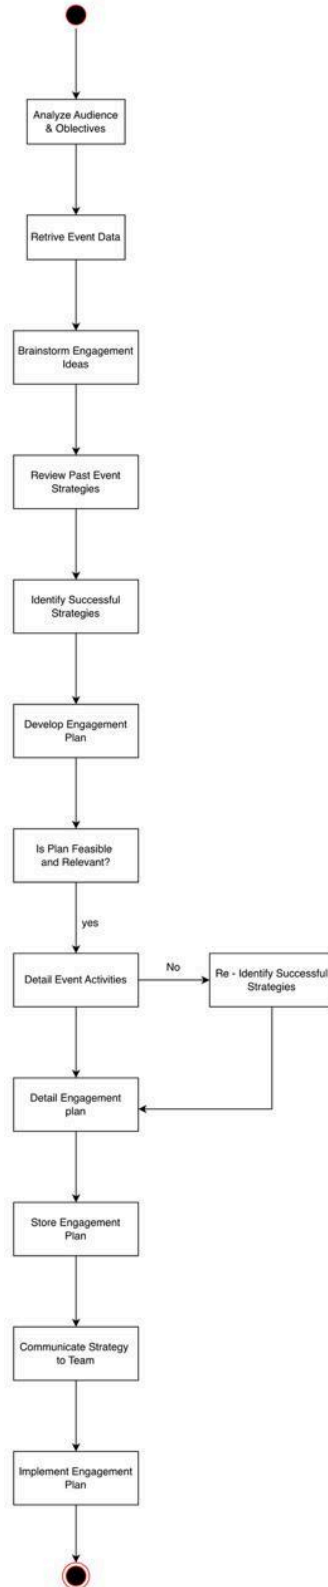 Analyze Audience
& Oblectives
Retrive Event Data
Brainstorm Engagement
Ideas
Review Past Event
Strategies
Identify Successful
Strategies
Develop Engagement
Plan
Is Plan Feasible
and Relevant?
yes
Detail Event Activities
No
Re - Identify Successful
Strategies
Detail Engagement
plan
Store Engagement
Plan
Communicate Strategy
to Team
Implement Engagement
Plan